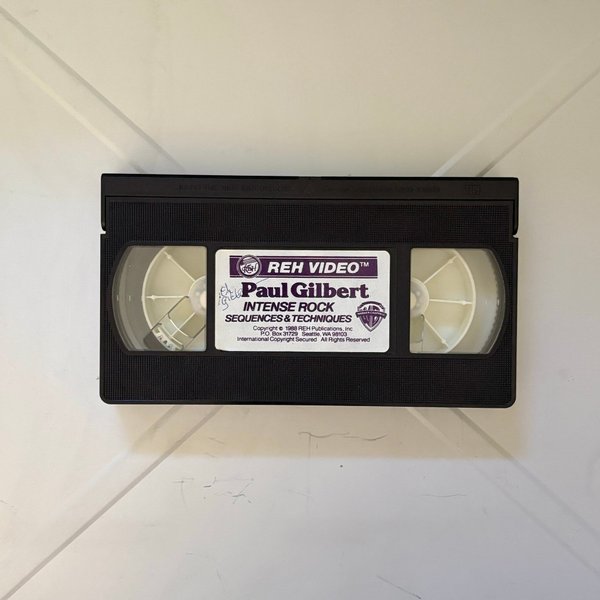 REH
REH VIDEO™
Paul Gilbert
INTENSE ROCK
SEQUENCES & TECHNIQUES
Copyright © 1988 REH Publications, Inc
P.O. Box 31729 Seattle, WA 98103
International Copyright Secured All Rights Reserved